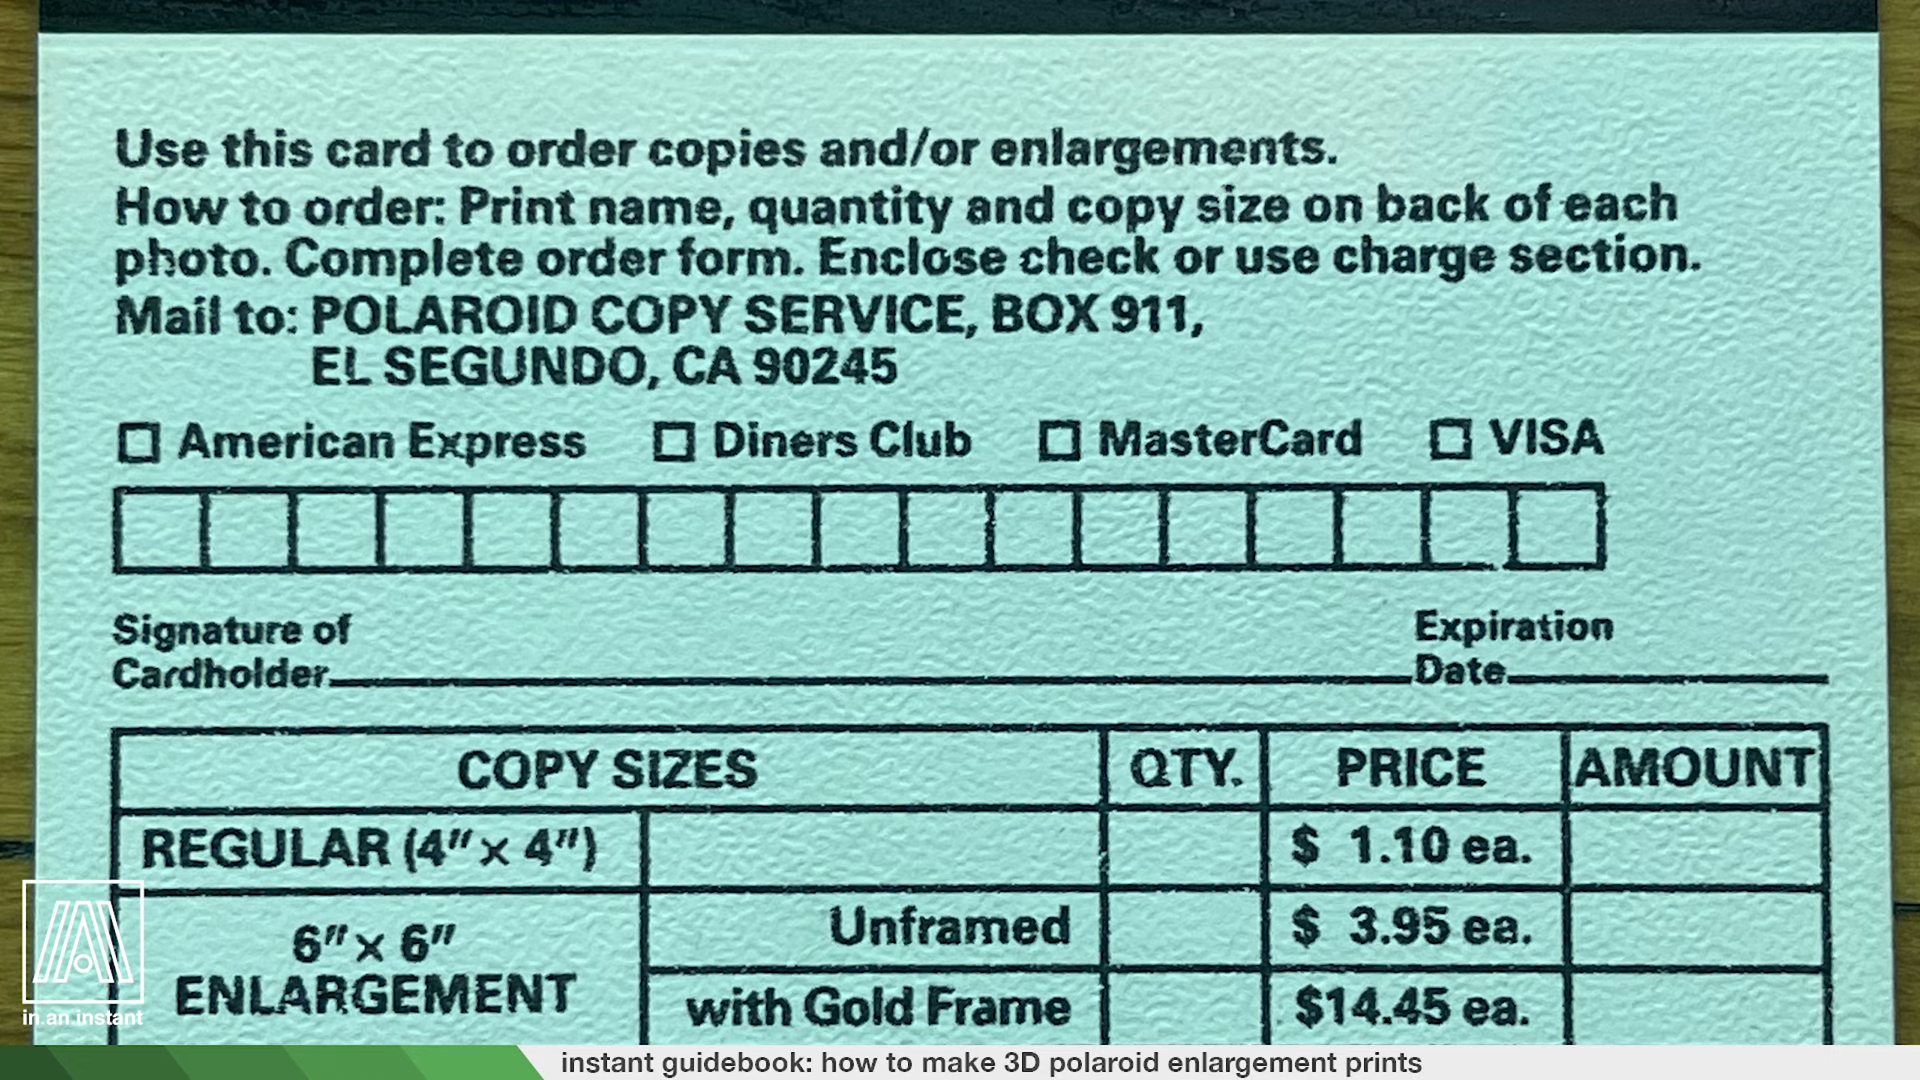 Use this card to order copies and/or enlargements.
How to order: Print name, quantity and copy size on back of each
photo. Complete order form. Enclose check or use charge section.
Mail to: POLAROID COPY SERVICE, BOX 911,
EL SEGUNDO, CA 90245
American Express Diners Club MasterCard VISA
Signature of Expiration
Cardholder Date
COPY SIZES QTY. PRICE AMOUNT
REGULAR (4" x 4") $ 1.10 ea.
6" x 6" Unframed $ 3.95 ea.
ENLARGEMENT with Gold Frame $14.45 ea.
in.an.instant
instant guidebook: how to make 3D polaroid enlargement prints